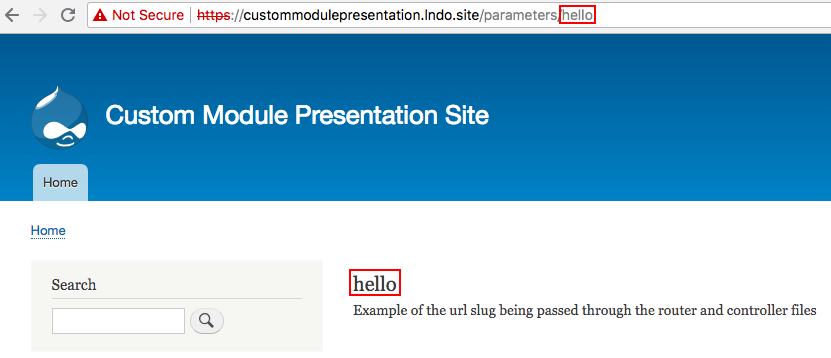 Not Secure https://custommodulepresentation.lndo.site/parameters/hello
Custom Module Presentation Site
Home
Home
Search
hello
Example of the url slug being passed through the router and controller files